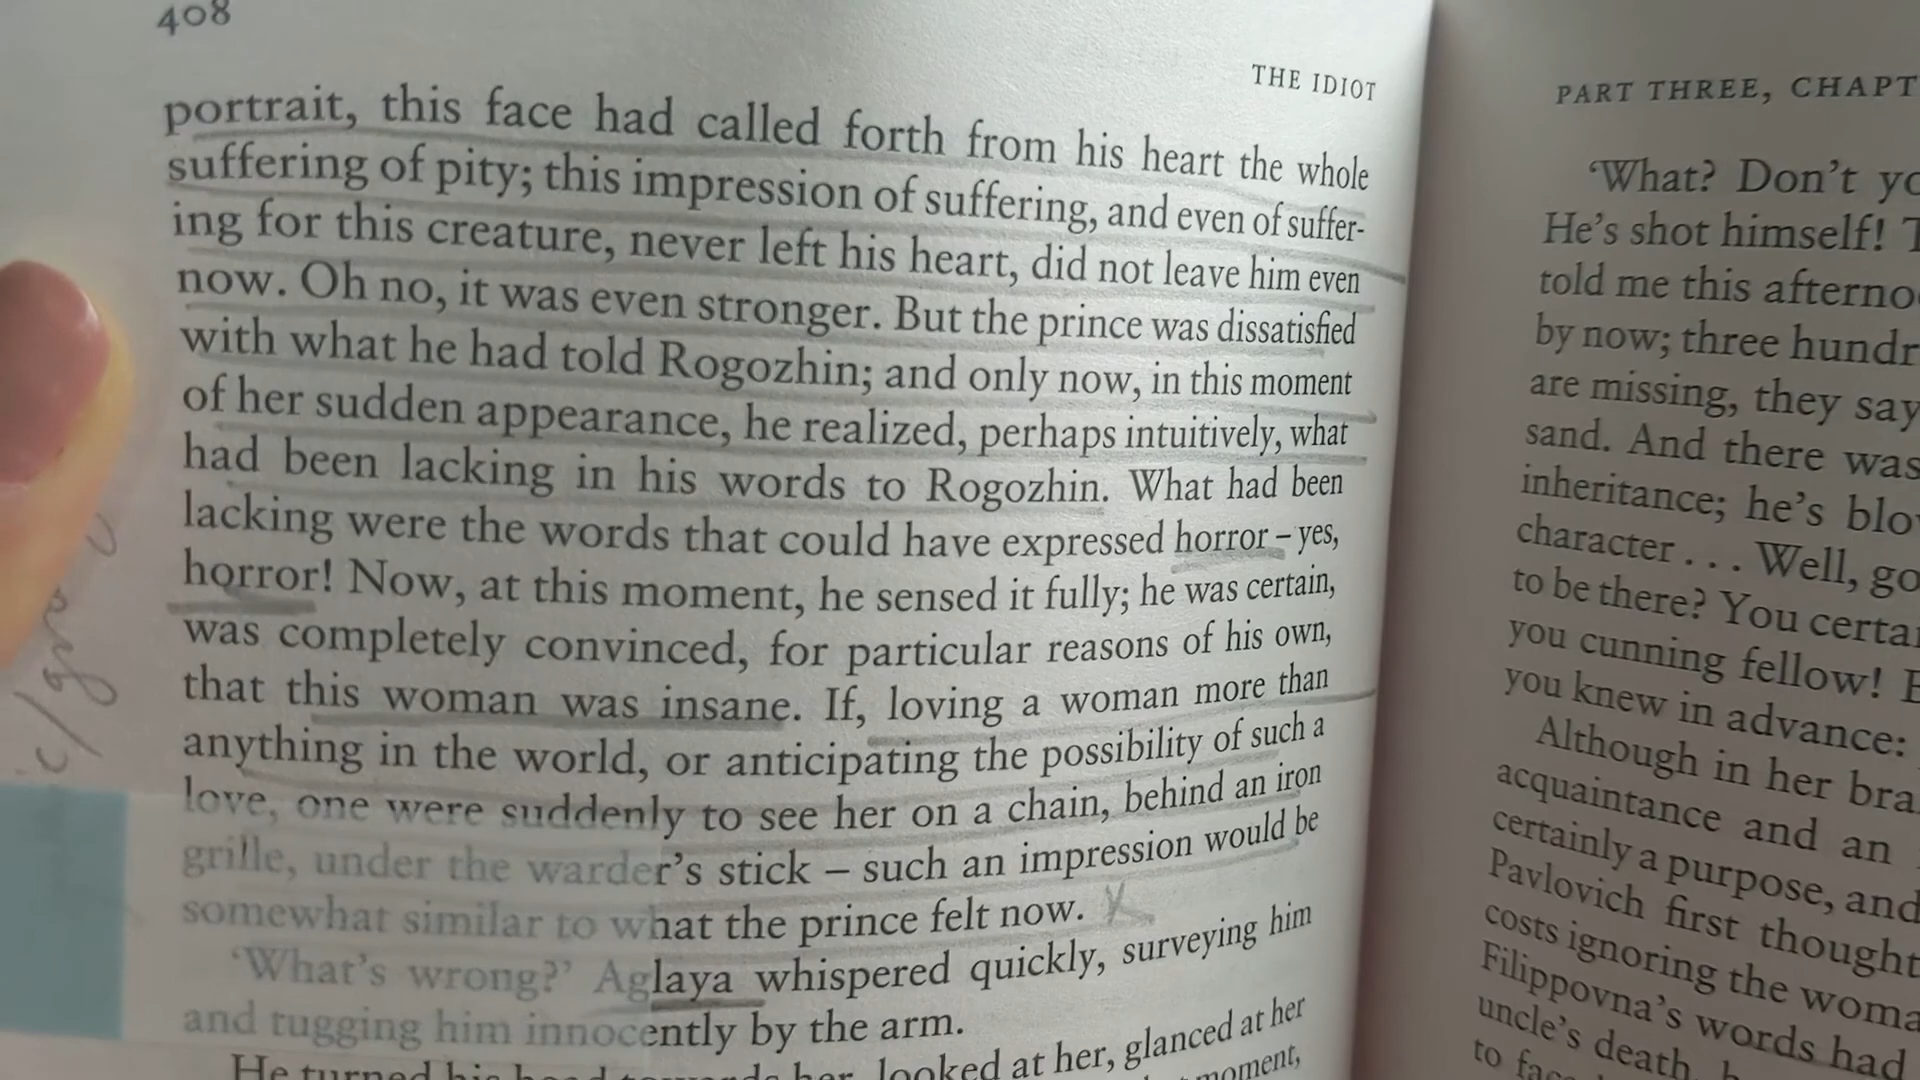 408
THE IDIOT
portrait, this face had called forth from his heart the whole
suffering of pity; this impression of suffering, and even of suffer-
ing for this creature, never left his heart, did not leave him even
now. Oh no, it was even stronger. But the prince was dissatisfied
with what he had told Rogozhin; and only now, in this moment
of her sudden appearance, he realized, perhaps intuitively, what
had been lacking in his words to Rogozhin. What had been
lacking were the words that could have expressed horror – yes,
horror! Now, at this moment, he sensed it fully; he was certain,
was completely convinced, for particular reasons of his own,
that this woman was insane. If, loving a woman more than
anything in the world, or anticipating the possibility of such a
love, one were suddenly to see her on a chain, behind an iron
grille, under the warder's stick – such an impression would be
somewhat similar to what the prince felt now.
'What's wrong?' Aglaya whispered quickly, surveying him
and tugging him innocently by the arm.
He turned his head towards her, looked at her, glanced at her
moment,
PART THREE, CHAPT
'What? Don't yo
He's shot himself! T
told me this afterno
by now; three hundr
are missing, they say
sand. And there was
inheritance; he's blo
character . . . Well, go
to be there? You certai
you cunning fellow! E
you knew in advance:
Although in her bra
acquaintance and an
certainly a purpose, and
Pavlovich first thought
costs ignoring the woma
Filippovna's words had
uncle's death,
to fac